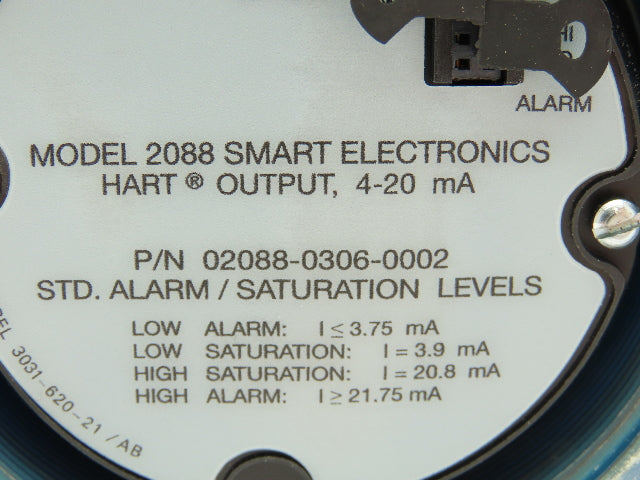 HI
ALARM
MODEL 2088 SMART ELECTRONICS
HART ® OUTPUT, 4-20 mA
P/N 02088-0306-0002
STD. ALARM / SATURATION LEVELS
LOW ALARM: I ≤ 3.75 mA
LOW SATURATION: I = 3.9 mA
HIGH SATURATION: I = 20.8 mA
HIGH ALARM: I ≥ 21.75 mA
3031-620-21 / AB